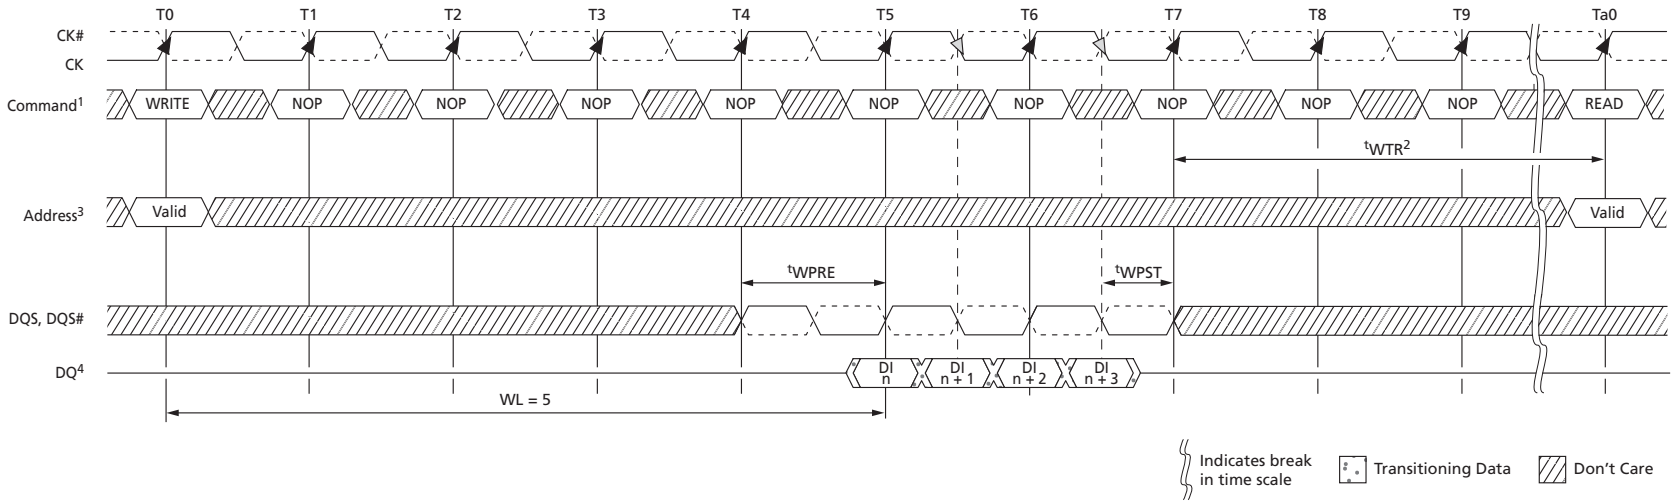 T0 T1 T2 T3 T4 T5 T6 T7 T8 T9 Ta0
CK#
CK
Command¹ WRITE NOP NOP NOP NOP NOP NOP NOP NOP NOP READ
ᵗWTR²
Address³ Valid Valid
ᵗWPRE ᵗWPST
DQS, DQS#
DQ⁴ DI n DI n + 1 DI n + 2 DI n + 3
WL = 5
Indicates break
in time scale
Transitioning Data
Don't Care